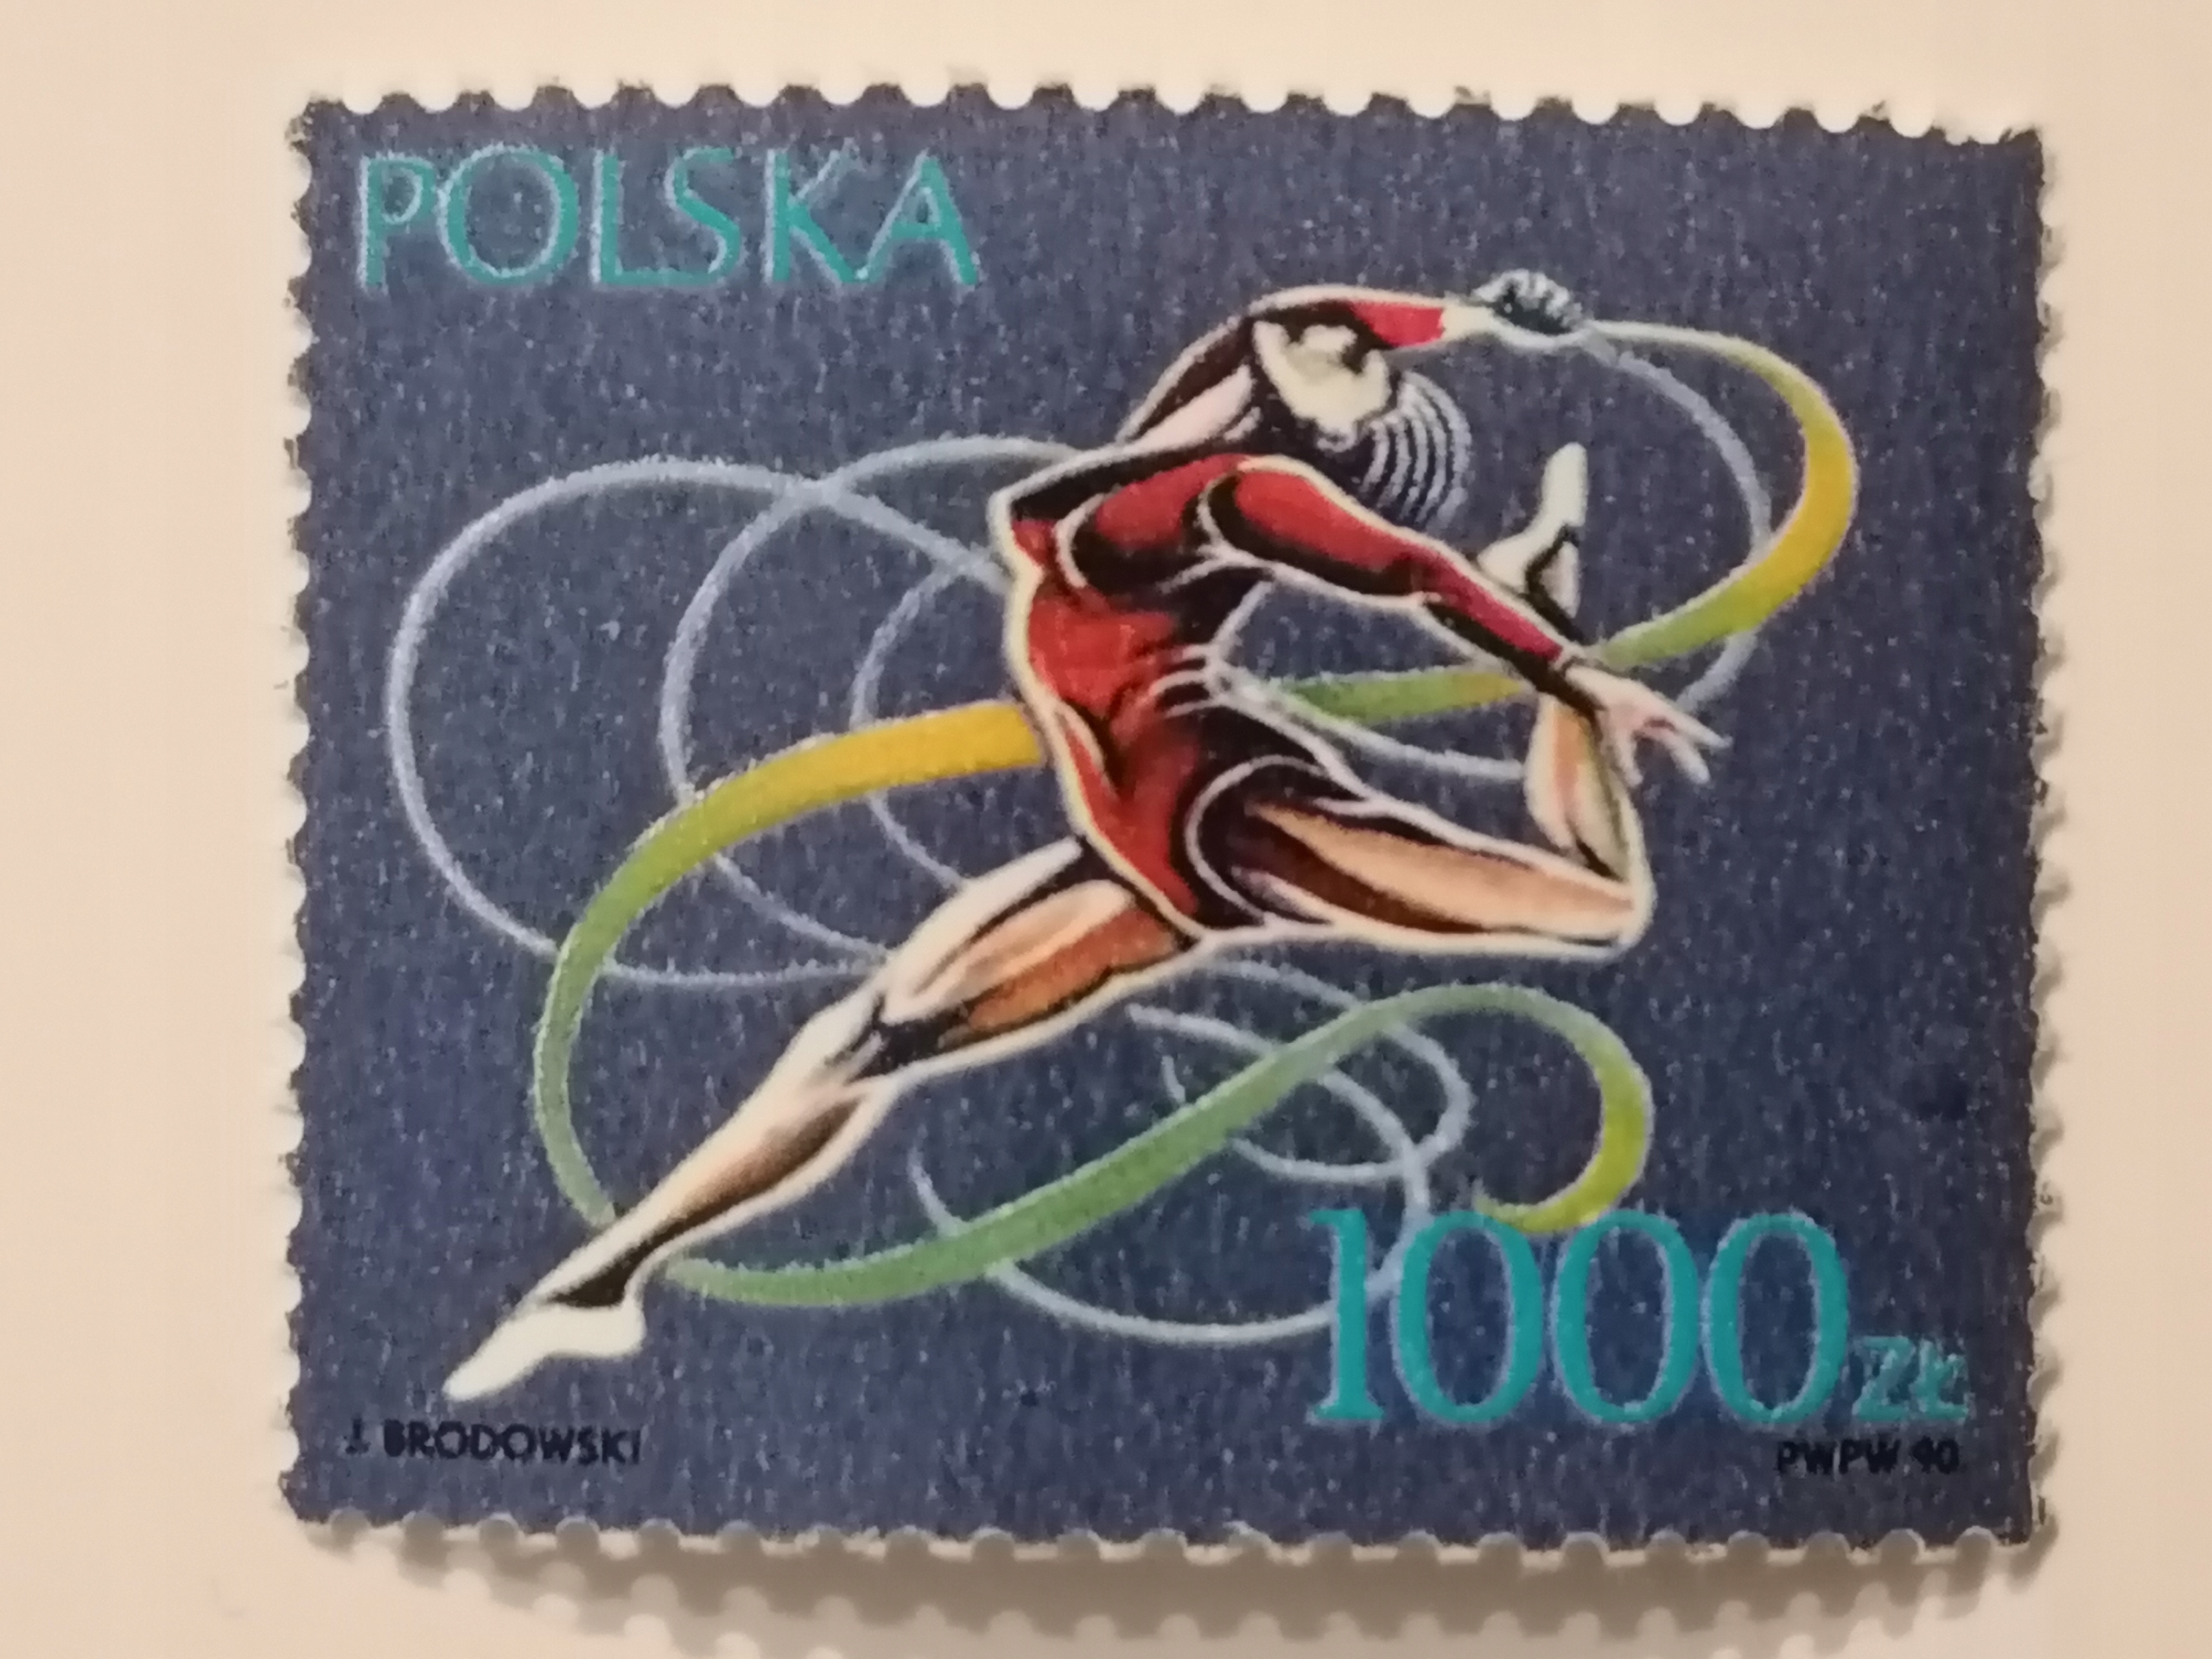 POLSKA
1000 ZŁ
J. BRODOWSKI
PWPW 90